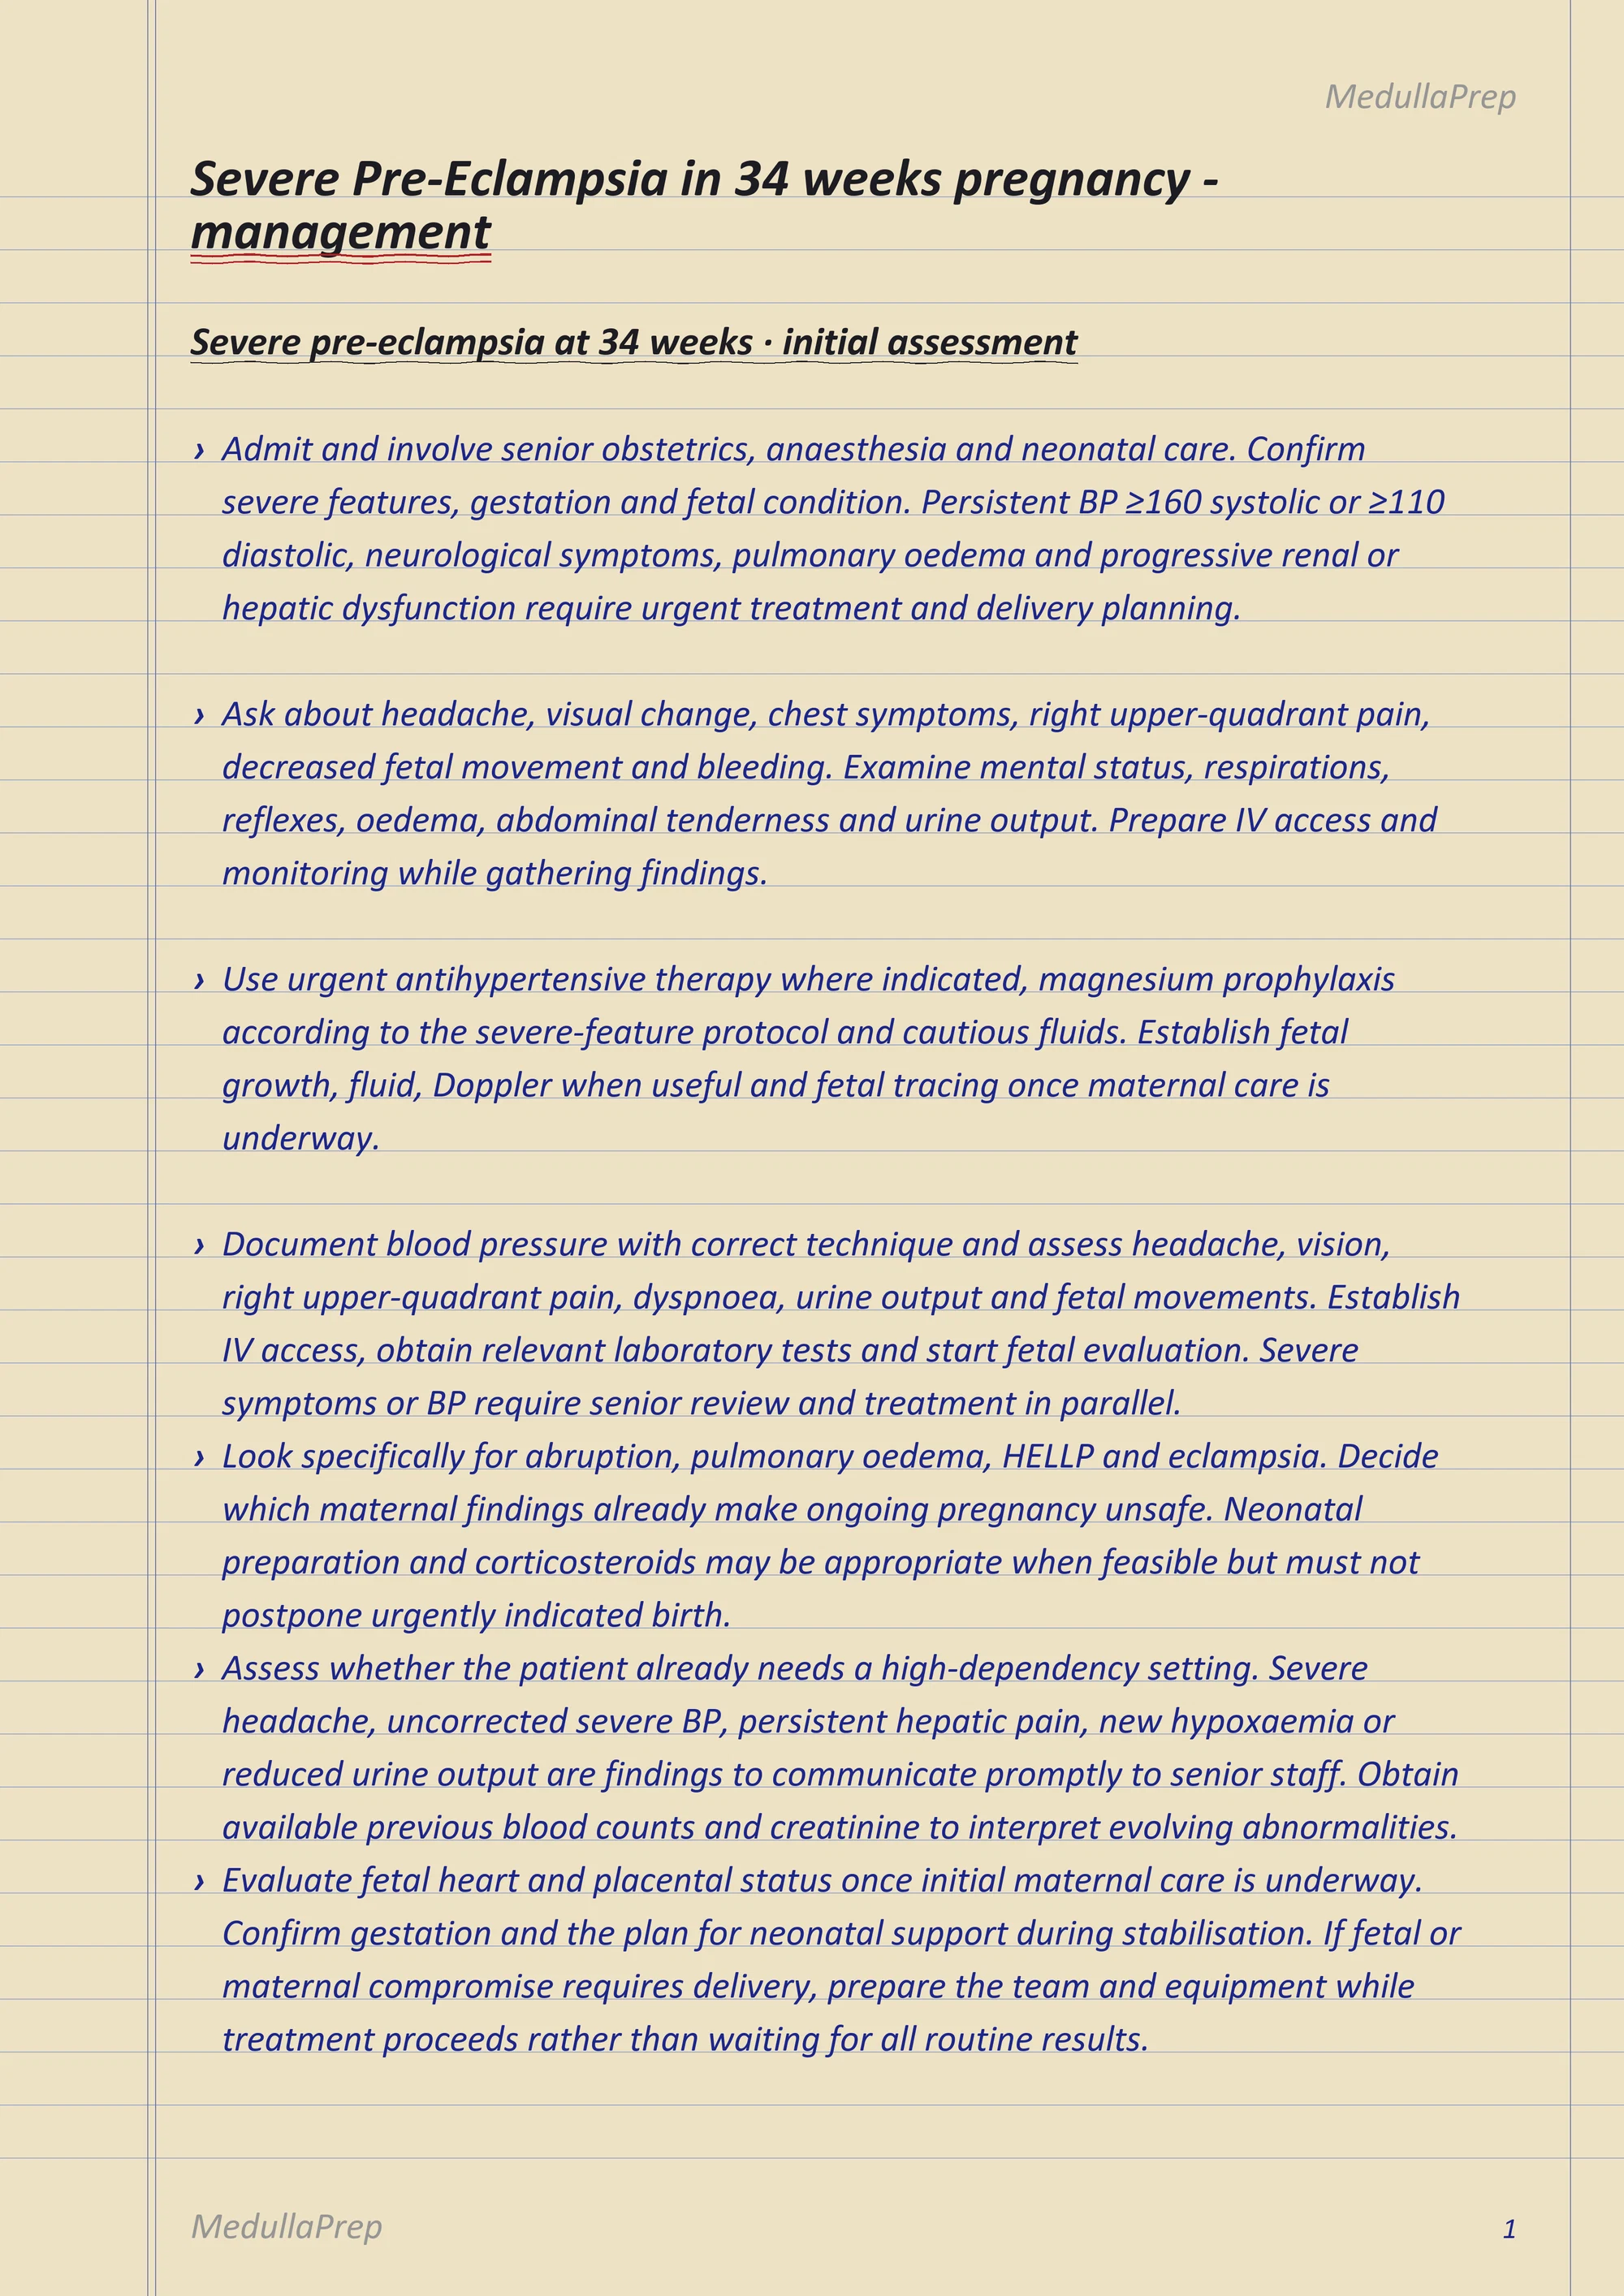 MedullaPrep
Severe Pre-Eclampsia in 34 weeks pregnancy -
management
Severe pre-eclampsia at 34 weeks · initial assessment
› Admit and involve senior obstetrics, anaesthesia and neonatal care. Confirm
severe features, gestation and fetal condition. Persistent BP ≥160 systolic or ≥110
diastolic, neurological symptoms, pulmonary oedema and progressive renal or
hepatic dysfunction require urgent treatment and delivery planning.
› Ask about headache, visual change, chest symptoms, right upper-quadrant pain,
decreased fetal movement and bleeding. Examine mental status, respirations,
reflexes, oedema, abdominal tenderness and urine output. Prepare IV access and
monitoring while gathering findings.
› Use urgent antihypertensive therapy where indicated, magnesium prophylaxis
according to the severe-feature protocol and cautious fluids. Establish fetal
growth, fluid, Doppler when useful and fetal tracing once maternal care is
underway.
› Document blood pressure with correct technique and assess headache, vision,
right upper-quadrant pain, dyspnoea, urine output and fetal movements. Establish
IV access, obtain relevant laboratory tests and start fetal evaluation. Severe
symptoms or BP require senior review and treatment in parallel.
› Look specifically for abruption, pulmonary oedema, HELLP and eclampsia. Decide
which maternal findings already make ongoing pregnancy unsafe. Neonatal
preparation and corticosteroids may be appropriate when feasible but must not
postpone urgently indicated birth.
› Assess whether the patient already needs a high-dependency setting. Severe
headache, uncorrected severe BP, persistent hepatic pain, new hypoxaemia or
reduced urine output are findings to communicate promptly to senior staff. Obtain
available previous blood counts and creatinine to interpret evolving abnormalities.
› Evaluate fetal heart and placental status once initial maternal care is underway.
Confirm gestation and the plan for neonatal support during stabilisation. If fetal or
maternal compromise requires delivery, prepare the team and equipment while
treatment proceeds rather than waiting for all routine results.
MedullaPrep
1